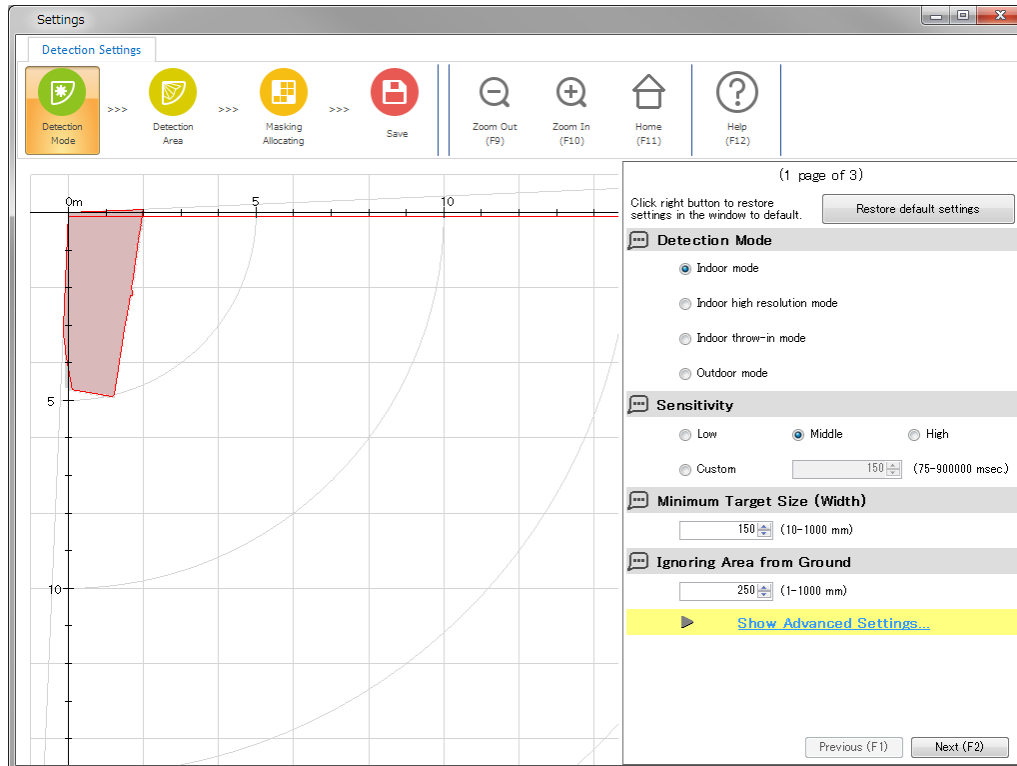 Settings
Detection Settings
Detection
Mode
>>>
Detection
Area
>>>
Masking
Allocating
>>>
Save
Zoom Out
(F9)
Zoom In
(F10)
Home
(F11)
Help
(F12)
0m
5
10
5
10
(1 page of 3)
Click right button to restore
settings in the window to default.
Restore default settings
Detection Mode
Indoor mode
Indoor high resolution mode
Indoor throw-in mode
Outdoor mode
Sensitivity
Low
Middle
High
Custom
150
(75-900000 msec.)
Minimum Target Size (Width)
150
(10-1000 mm)
Ignoring Area from Ground
250
(1-1000 mm)
Show Advanced Settings...
Previous (F1)
Next (F2)